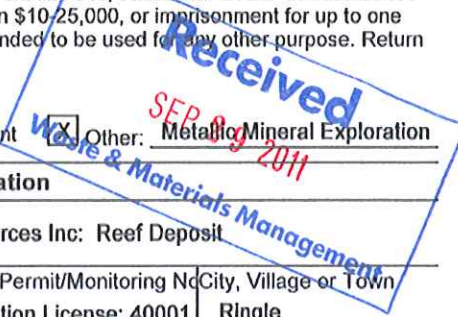 n $10-25,000, or imprisonment for up to one
nded to be used for any other purpose. Return
Received
SEP 2011
Waste & Materials Management
nt X Other: Metallic Mineral Exploration
ation
rces Inc: Reef Deposit
Permit/Monitoring No City, Village or Town
tion License: 40001 Ringle